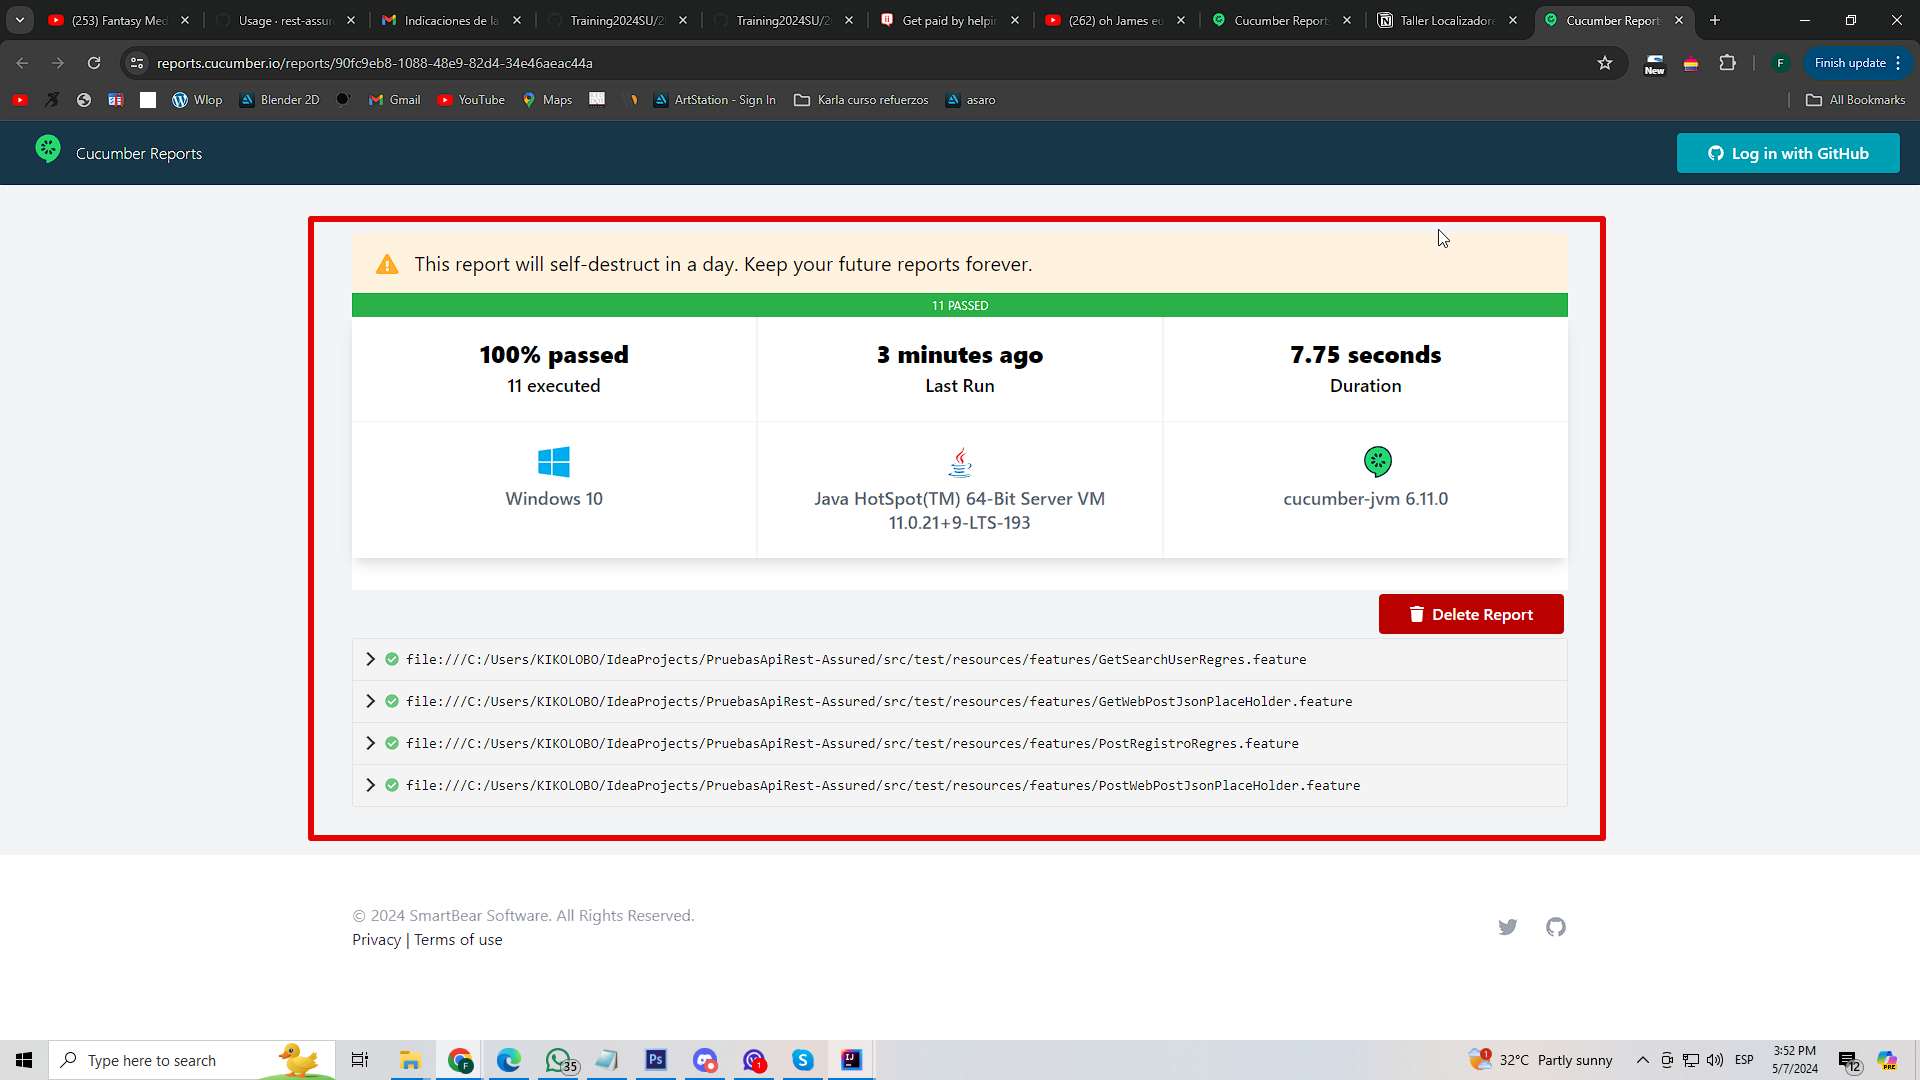 (253) Fantasy Med
Usage · rest-assur
Indicaciones de la
Training2024SU/2
Training2024SU/2
Get paid by helpin
(262) oh James eu
Cucumber Reports
Taller Localizadore
Cucumber Reports
reports.cucumber.io/reports/90fc9eb8-1088-48e9-82d4-34e46aeac44a
New
F
Finish update
Wlop
Blender 2D
Gmail
YouTube
Maps
ArtStation - Sign In
Karla curso refuerzos
asaro
All Bookmarks
Cucumber Reports
Log in with GitHub
This report will self-destruct in a day. Keep your future reports forever.
11 PASSED
100% passed
11 executed
3 minutes ago
Last Run
7.75 seconds
Duration
Windows 10
Java HotSpot(TM) 64-Bit Server VM
11.0.21+9-LTS-193
cucumber-jvm 6.11.0
Delete Report
file:///C:/Users/KIKOLOBO/IdeaProjects/PruebasApiRest-Assured/src/test/resources/features/GetSearchUserRegres.feature
file:///C:/Users/KIKOLOBO/IdeaProjects/PruebasApiRest-Assured/src/test/resources/features/GetWebPostJsonPlaceHolder.feature
file:///C:/Users/KIKOLOBO/IdeaProjects/PruebasApiRest-Assured/src/test/resources/features/PostRegistroRegres.feature
file:///C:/Users/KIKOLOBO/IdeaProjects/PruebasApiRest-Assured/src/test/resources/features/PostWebPostJsonPlaceHolder.feature
© 2024 SmartBear Software. All Rights Reserved.
Privacy | Terms of use
Type here to search
F
35
Ps
1
IJ
1
32°C Partly sunny
ESP
3:52 PM
5/7/2024
12
PRE